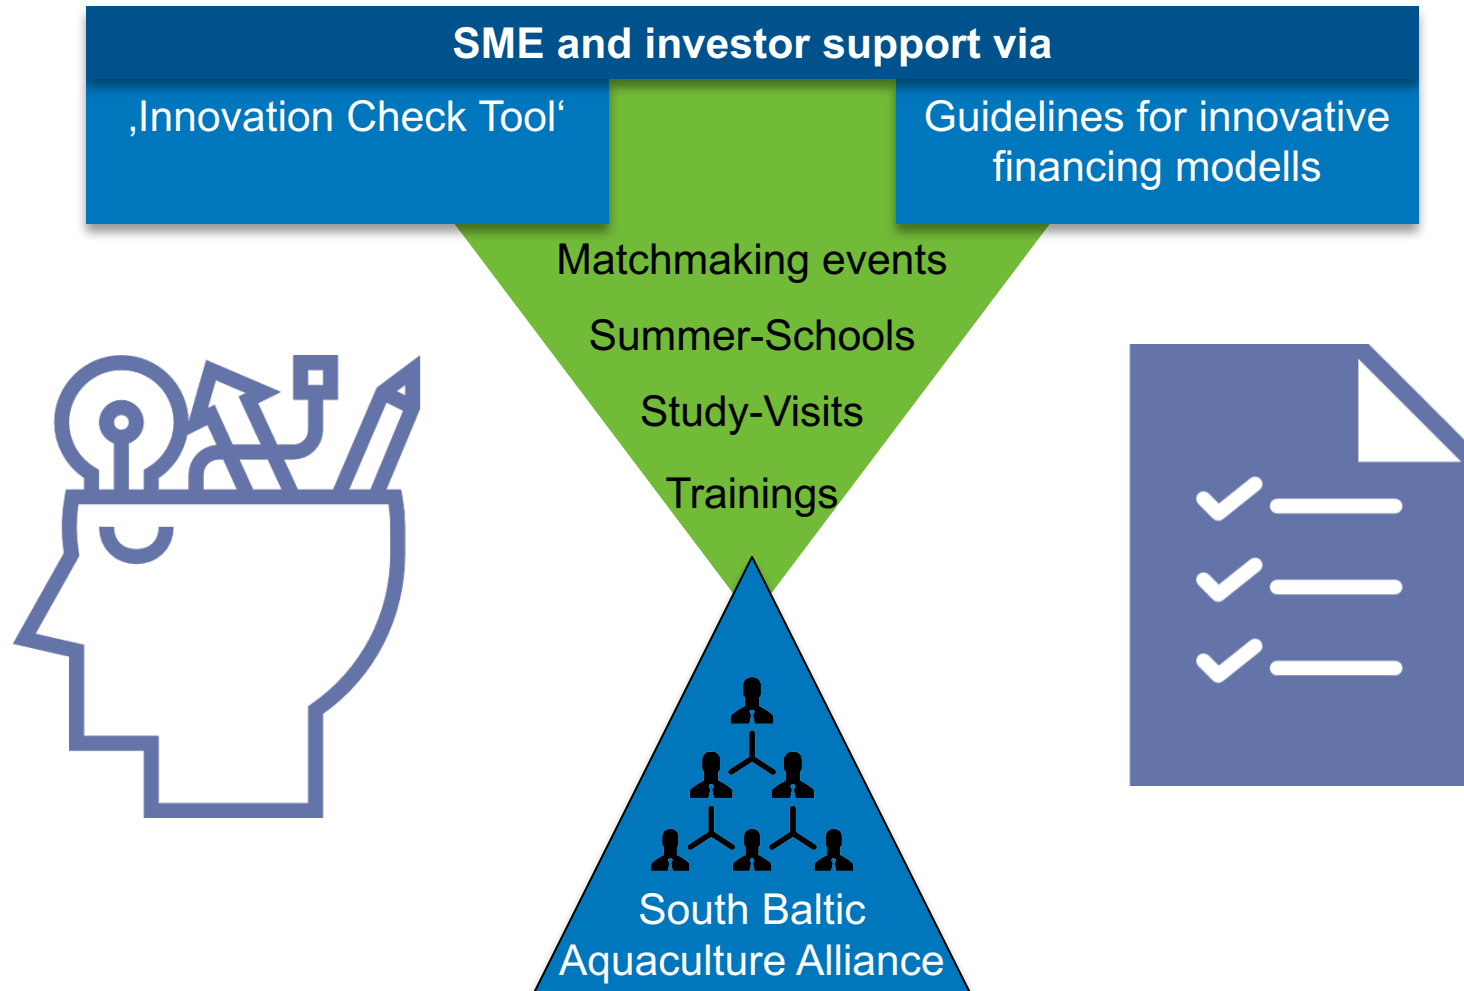 SME and investor support via
‚Innovation Check Tool‘
Guidelines for innovative
financing modells
Matchmaking events
Summer-Schools
Study-Visits
Trainings
South Baltic
Aquaculture Alliance